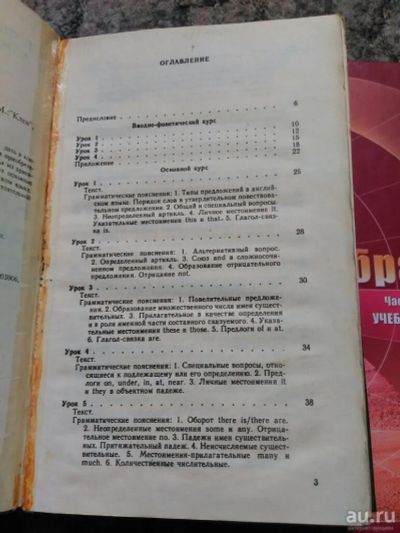 ОГЛАВЛЕНИЕ
Предисловие 6
Вводно-фонетический курс
Урок 1 10
Урок 2 12
Урок 3 15
Урок 4 18
Приложение 22
Основной курс
Урок 1 25
Текст.
Грамматические пояснения: 1. Типы предложений в англий-
ском языке. Порядок слов в утвердительном повествова-
тельном предложении. 2. Общий и специальный вопросы.
3. Неопределенный артикль. 4. Личное местоимение it.
Указательные местоимения this и that. 5. Глагол-связка is.
Урок 2 28
Текст.
Грамматические пояснения: 1. Альтернативный вопрос.
2. Определенный артикль. 3. Союз and в сложносочи-
ненном предложении. 4. Образование отрицательного
предложения. Отрицание not.
Урок 3 30
Текст.
Грамматические пояснения: 1. Повелительные предложе-
ния. 2. Образование множественного числа имен сущест-
вительных. 3. Прилагательное в качестве определения
и в роли именной части составного сказуемого. 4. Указа-
тельные местоимения these и those. 5. Предлоги of и at.
6. Глагол-связка are.
Урок 4 34
Текст.
Грамматические пояснения: 1. Специальные вопросы, отно-
сящиеся к подлежащему или его определению. 2. Пред-
логи on, under, in, at, near. 3. Личные местоимения it
и they в объектном падеже.
Урок 5 38
Текст.
Грамматические пояснения: 1. Оборот there is/there are.
2. Неопределенные местоимения some и any. Отрица-
тельное местоимение no. 3. Падежи имен существитель-
ных. Притяжательный падеж. 4. Неисчисляемые сущест-
вительные. 5. Местоимения-прилагательные many и
much. 6. Количественные числительные.
3
бра
Час
УЧЕБ
au.ru